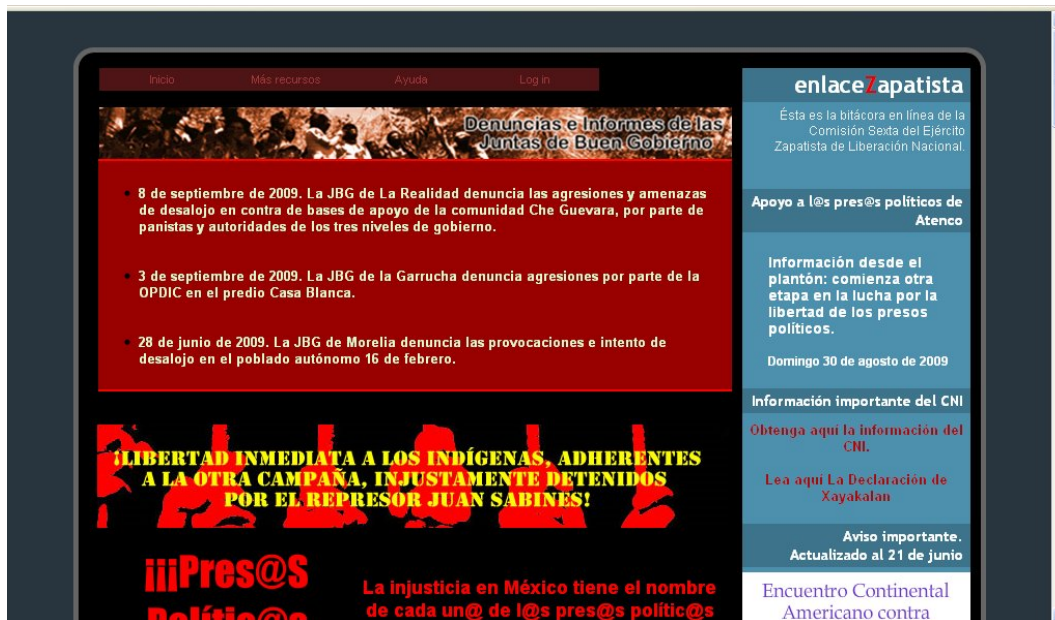 Inicio Más recursos Ayuda Log in
Denuncias e Informes de las
Juntas de Buen Gobierno
8 de septiembre de 2009. La JBG de La Realidad denuncia las agresiones y amenazas
de desalojo en contra de bases de apoyo de la comunidad Che Guevara, por parte de
panistas y autoridades de los tres niveles de gobierno.
3 de septiembre de 2009. La JBG de la Garrucha denuncia agresiones por parte de la
OPDIC en el predio Casa Blanca.
28 de junio de 2009. La JBG de Morelia denuncia las provocaciones e intento de
desalojo en el poblado autónomo 16 de febrero.
¡LIBERTAD INMEDIATA A LOS INDÍGENAS, ADHERENTES
A LA OTRA CAMPAÑA, INJUSTAMENTE DETENIDOS
POR EL REPRESOR JUAN SABINES!
¡¡¡Pres@S
Polític@s
La injusticia en México tiene el nombre
de cada un@ de l@s pres@s polític@s
enlaceZapatista
Ésta es la bitácora en línea de la
Comisión Sexta del Ejército
Zapatista de Liberación Nacional.
Apoyo a l@s pres@s políticos de
Atenco
Información desde el
plantón: comienza otra
etapa en la lucha por la
libertad de los presos
políticos.
Domingo 30 de agosto de 2009
Información importante del CNI
Obtenga aquí la información del
CNI.
Lea aquí La Declaración de
Xayakalan
Aviso importante.
Actualizado al 21 de junio
Encuentro Continental
Americano contra